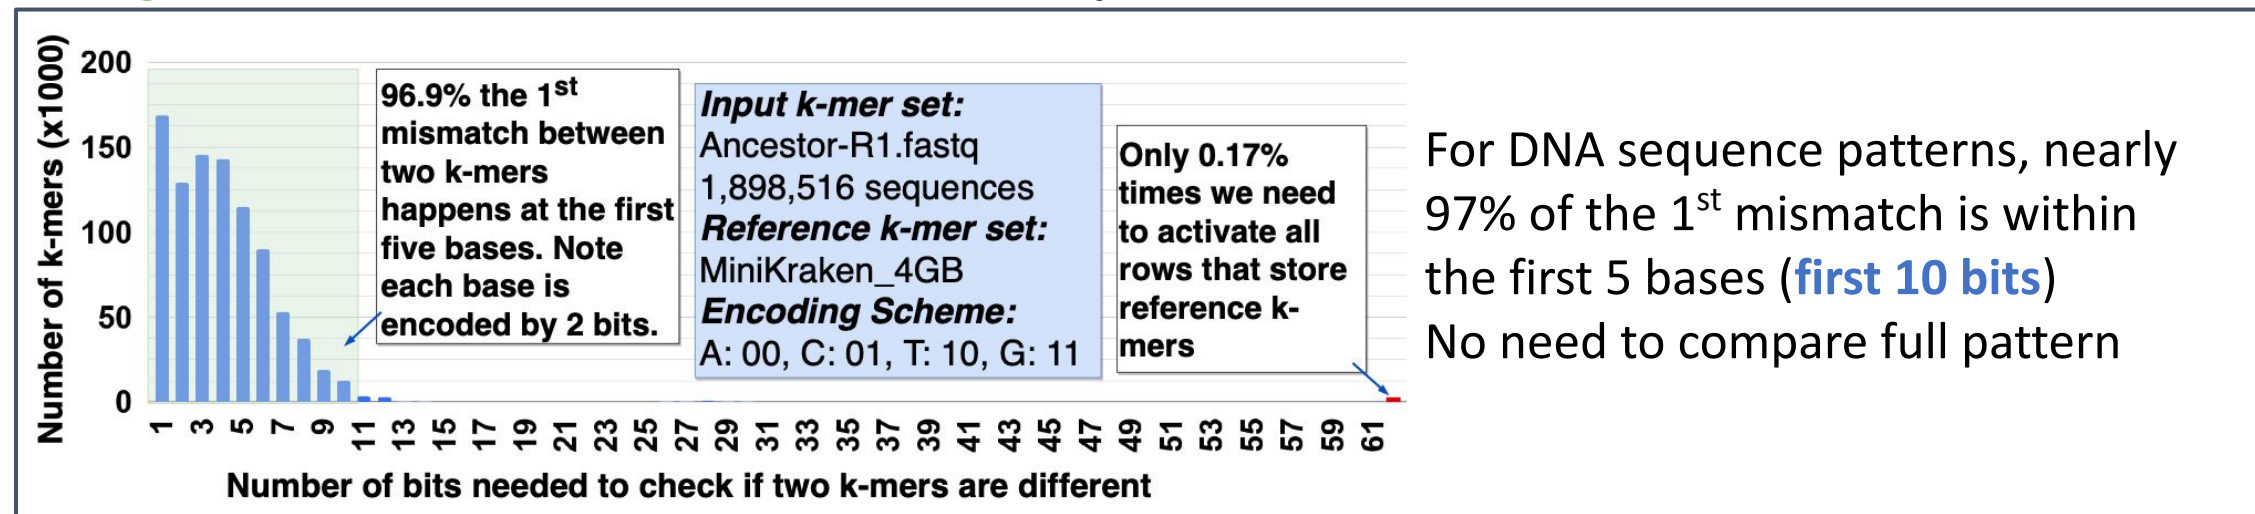 Number of k-mers (x1000)
200
150
100
50
0
96.9% the 1st
mismatch between
two k-mers
happens at the first
five bases. Note
each base is
encoded by 2 bits.
Input k-mer set:
Ancestor-R1.fastq
1,898,516 sequences
Reference k-mer set:
MiniKraken_4GB
Encoding Scheme:
A: 00, C: 01, T: 10, G: 11
Only 0.17%
times we need
to activate all
rows that store
reference k-
mers
1 3 5 7 9 11 13 15 17 19 21 23 25 27 29 31 33 35 37 39 41 43 45 47 49 51 53 55 57 59 61
Number of bits needed to check if two k-mers are different
For DNA sequence patterns, nearly
97% of the 1st mismatch is within
the first 5 bases (first 10 bits)
No need to compare full pattern